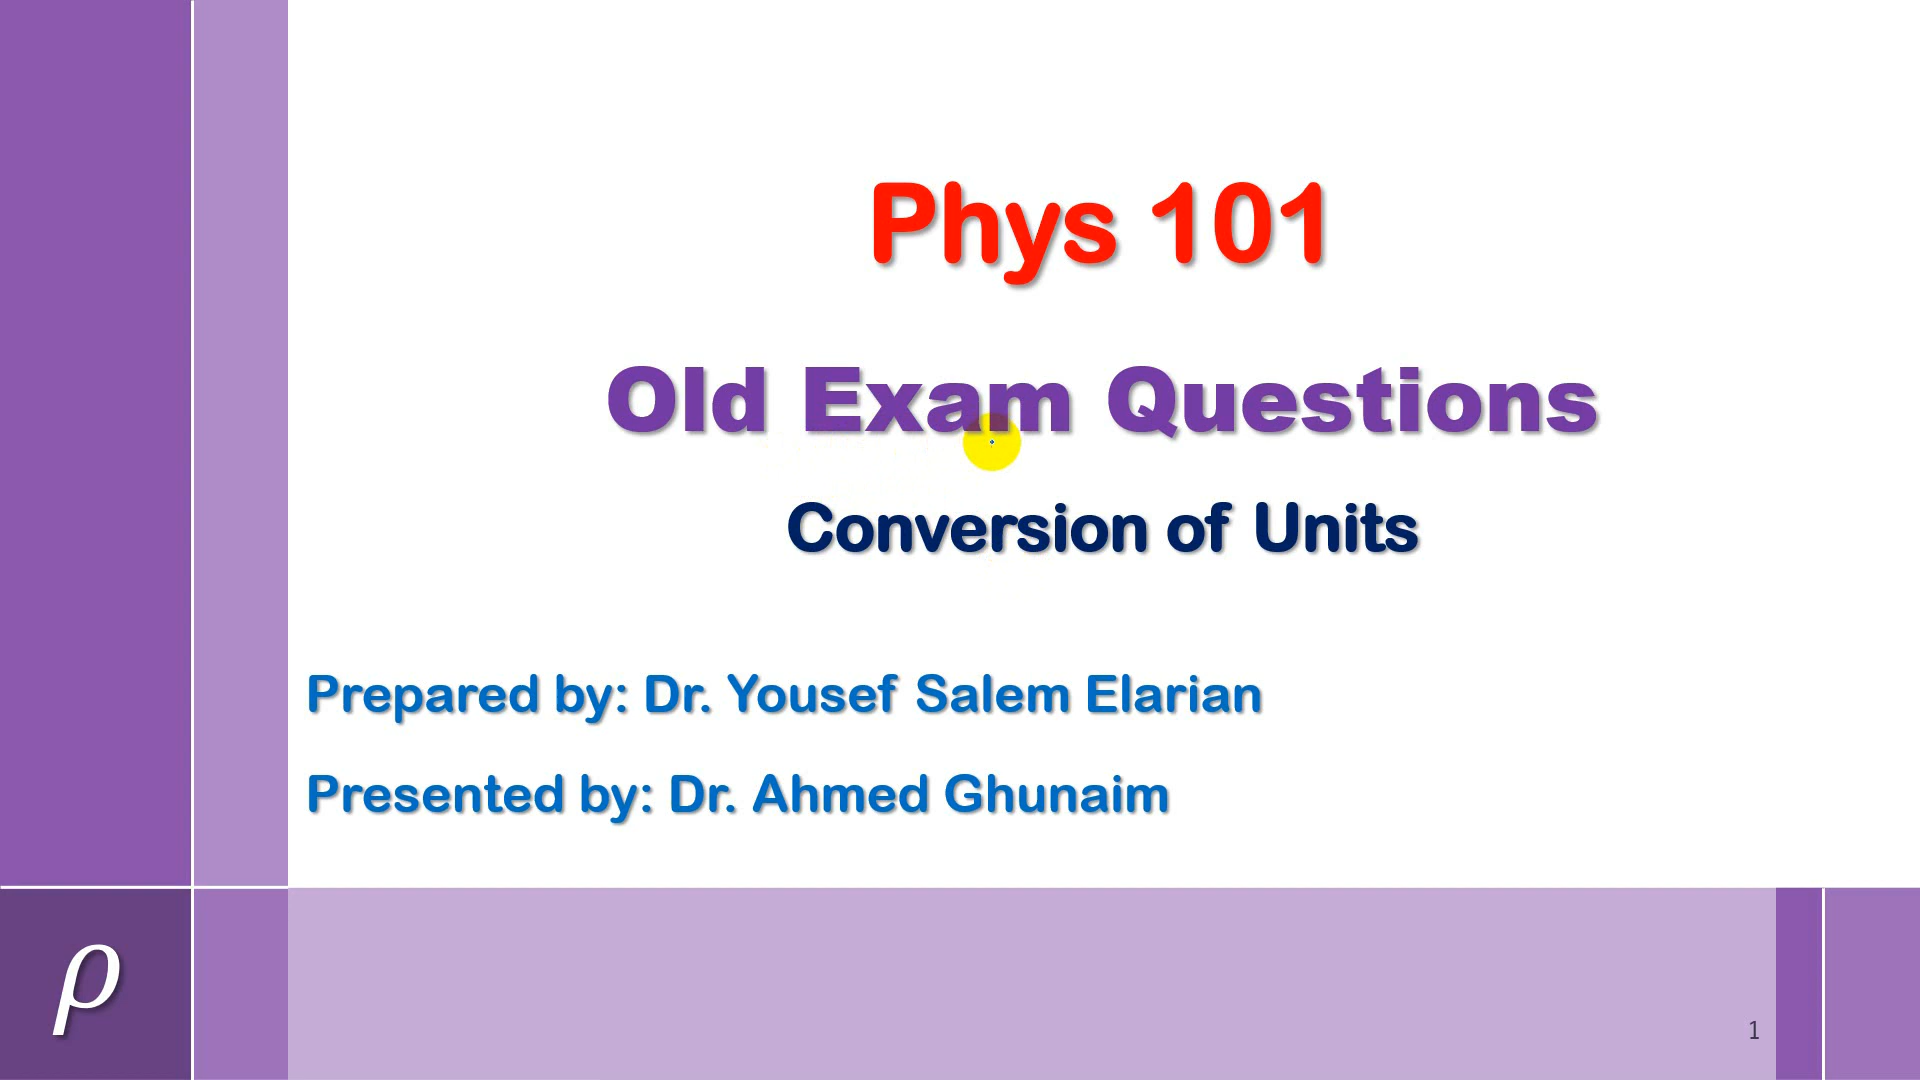 Phys 101
Old Exam Questions
Conversion of Units
Prepared by: Dr. Yousef Salem Elarian
Presented by: Dr. Ahmed Ghunaim
ρ
1